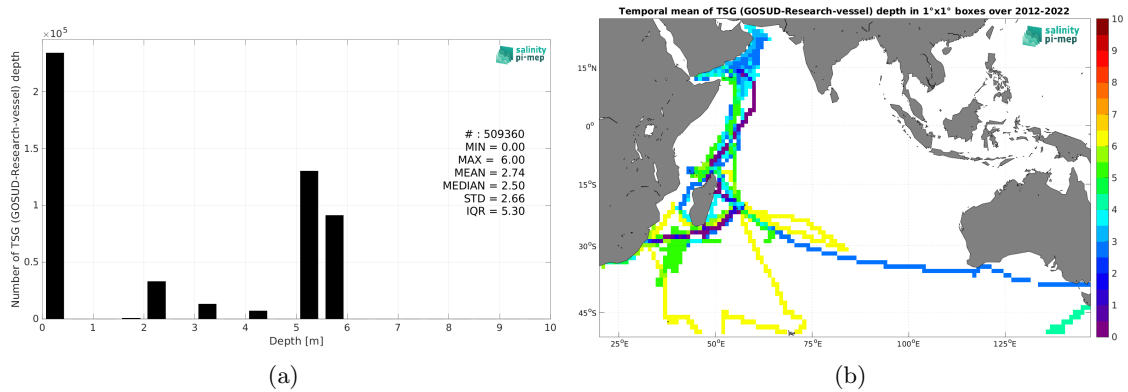 ×10⁵
salinity
pi-mep
Number of TSG (GOSUD-Research-vessel) depth
2
1.5
1
0.5
0
# : 509360
MIN = 0.00
MAX = 6.00
MEAN = 2.74
MEDIAN = 2.50
STD = 2.66
IQR = 5.30
0 1 2 3 4 5 6 7 8 9 10
Depth [m]
(a)
Temporal mean of TSG (GOSUD-Research-vessel) depth in 1°x1° boxes over 2012-2022
salinity
pi-mep
15°N
0°
15°S
30°S
45°S
25°E 50°E 75°E 100°E 125°E
10
9
8
7
6
5
4
3
2
1
0
(b)